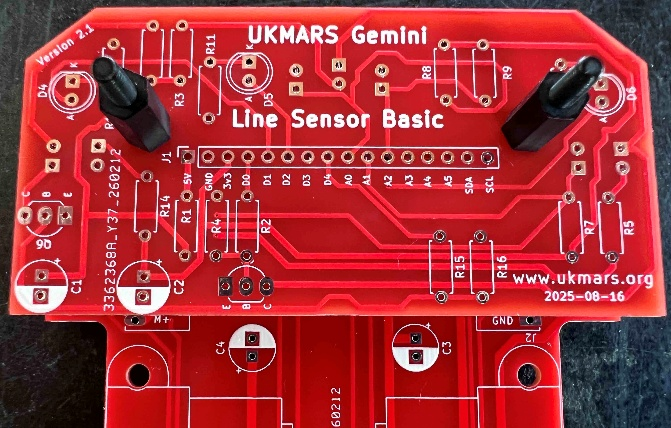 Version 2.1
UKMARS Gemini
R11
K
D4
K
A
R3
A
D5
R8
R9
A
D6
Line Sensor Basic
J1
5V
GND
3v3
D0
D1
D2
D3
D4
A0
A1
A2
A3
A4
A5
SDA
SCL
3362368A_Y37_260212
C
B
E
Q6
R14
R1
R4
R2
R7
R5
R15
R16
C1
C2
E
B
C
www.ukmars.org
2025-08-16
M+
GND
J2
C4
C3
60212